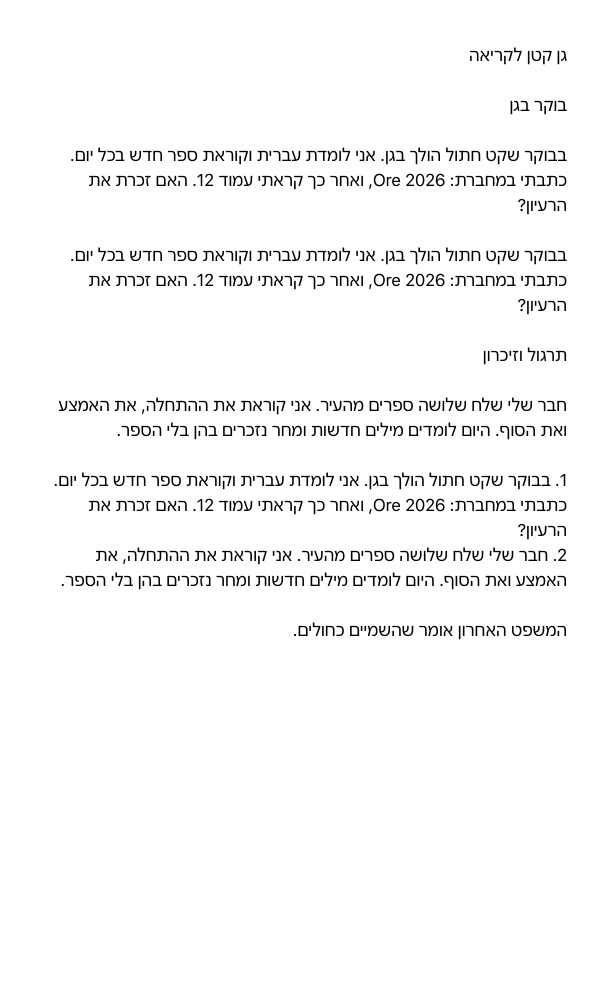 גן קטן לקריאה
בוקר בגן
בבוקר שקט חתול הולך בגן. אני לומדת עברית וקוראת ספר חדש בכל יום.
כתבתי במחברת: Ore 2026, ואחר כך קראתי עמוד 12. האם זכרת את
הרעיון?
בבוקר שקט חתול הולך בגן. אני לומדת עברית וקוראת ספר חדש בכל יום.
כתבתי במחברת: Ore 2026, ואחר כך קראתי עמוד 12. האם זכרת את
הרעיון?
תרגול וזיכרון
חבר שלי שלח שלושה ספרים מהעיר. אני קוראת את ההתחלה, את האמצע
ואת הסוף. היום לומדים מילים חדשות ומחר נזכרים בהן בלי הספר.
1. בבוקר שקט חתול הולך בגן. אני לומדת עברית וקוראת ספר חדש בכל יום.
כתבתי במחברת: Ore 2026, ואחר כך קראתי עמוד 12. האם זכרת את
הרעיון?
2. חבר שלי שלח שלושה ספרים מהעיר. אני קוראת את ההתחלה, את
האמצע ואת הסוף. היום לומדים מילים חדשות ומחר נזכרים בהן בלי הספר.
המשפט האחרון אומר שהשמיים כחולים.